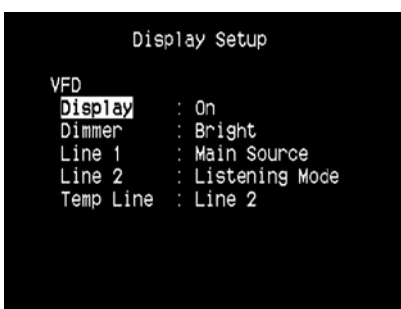 Display Setup
VFD
Display : On
Dimmer : Bright
Line 1 : Main Source
Line 2 : Listening Mode
Temp Line : Line 2